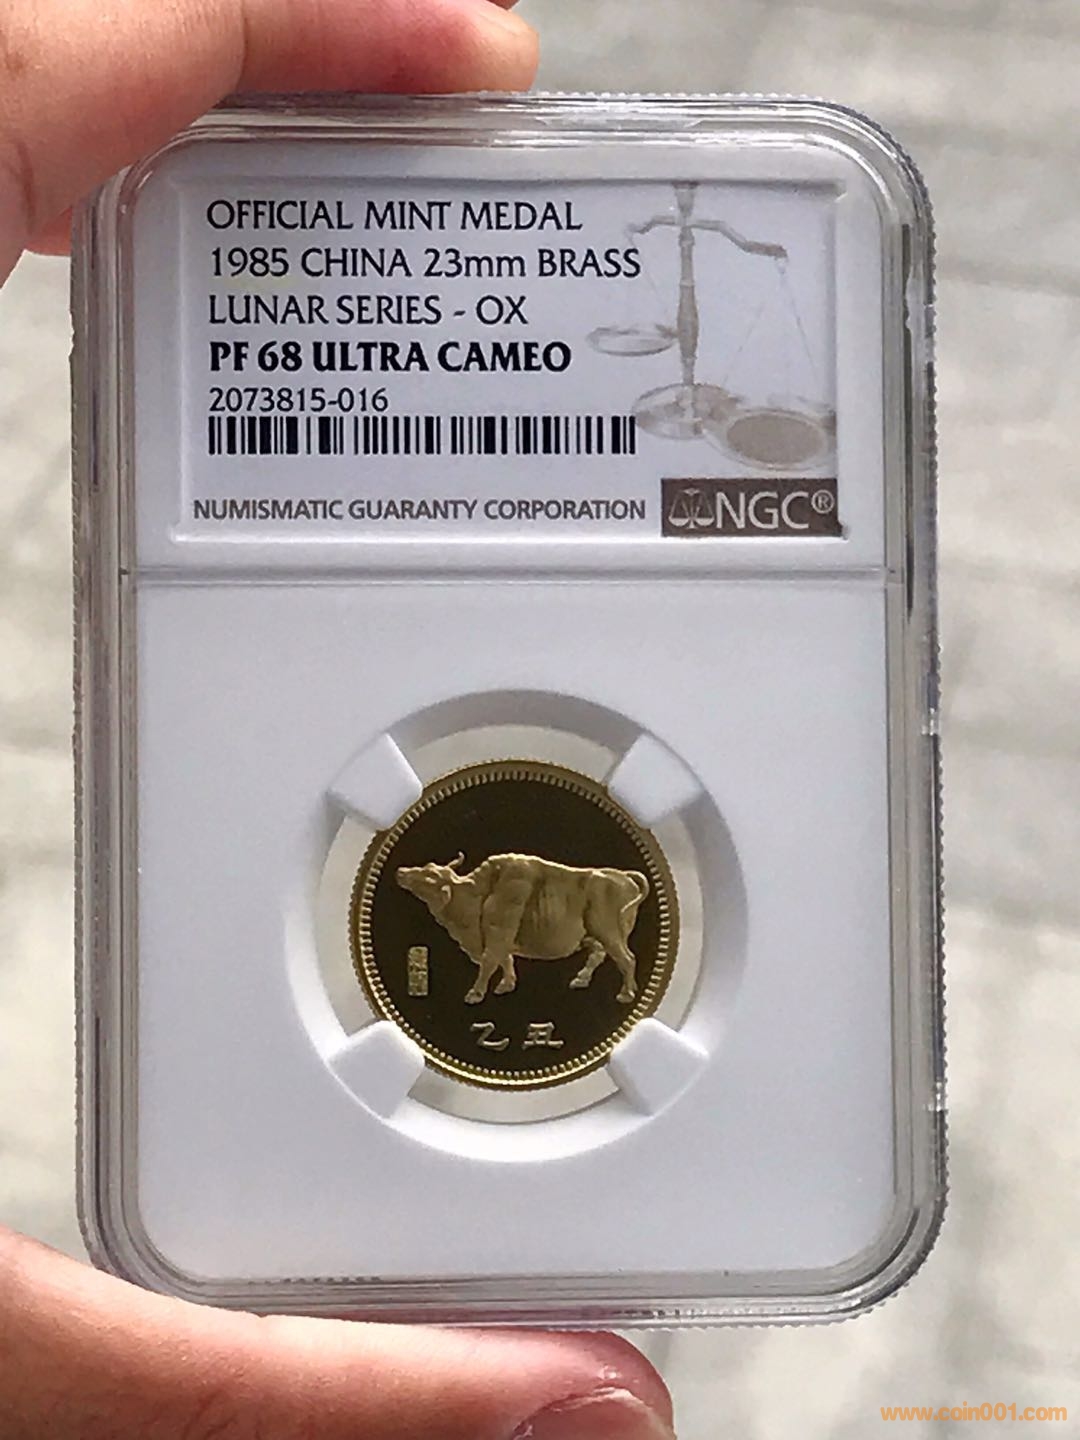 OFFICIAL MINT MEDAL
1985 CHINA 23mm BRASS
LUNAR SERIES - OX
PF 68 ULTRA CAMEO
2073815-016
NUMISMATIC GUARANTY CORPORATION
NGC®
乙丑
www.coin001.com